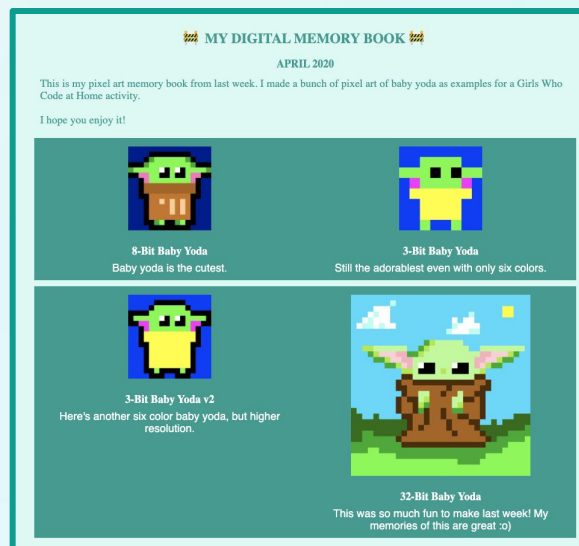 🚧 MY DIGITAL MEMORY BOOK 🚧
APRIL 2020
This is my pixel art memory book from last week. I made a bunch of pixel art of baby yoda as examples for a Girls Who
Code at Home activity.
I hope you enjoy it!
8-Bit Baby Yoda
Baby yoda is the cutest.
3-Bit Baby Yoda
Still the adorablest even with only six colors.
3-Bit Baby Yoda v2
Here's another six color baby yoda, but higher
resolution.
32-Bit Baby Yoda
This was so much fun to make last week! My
memories of this are great :o)